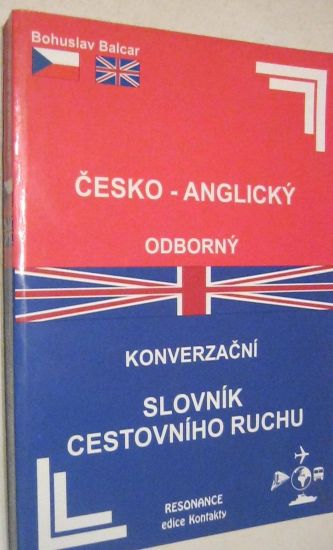 Bohuslav Balcar
ČESKO - ANGLICKÝ
ODBORNÝ
KONVERZAČNÍ
SLOVNÍK
CESTOVNÍHO RUCHU
RESONANCE
edice Kontakty